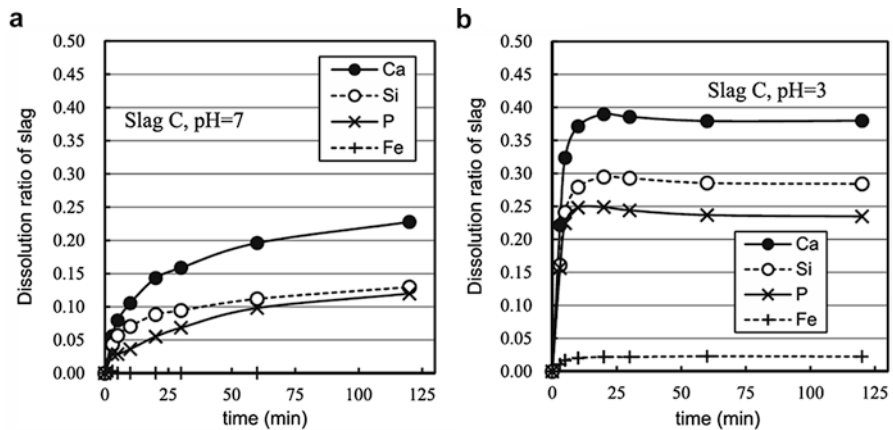 a
0.50
0.45
0.40
0.35
0.30
0.25
0.20
0.15
0.10
0.05
0.00
Dissolution ratio of slag
Slag C, pH=7
Ca
Si
P
Fe
0 25 50 75 100 125
time (min)
b
0.50
0.45
0.40
0.35
0.30
0.25
0.20
0.15
0.10
0.05
0.00
Dissolution ratio of slag
Slag C, pH=3
Ca
Si
P
Fe
0 25 50 75 100 125
time (min)